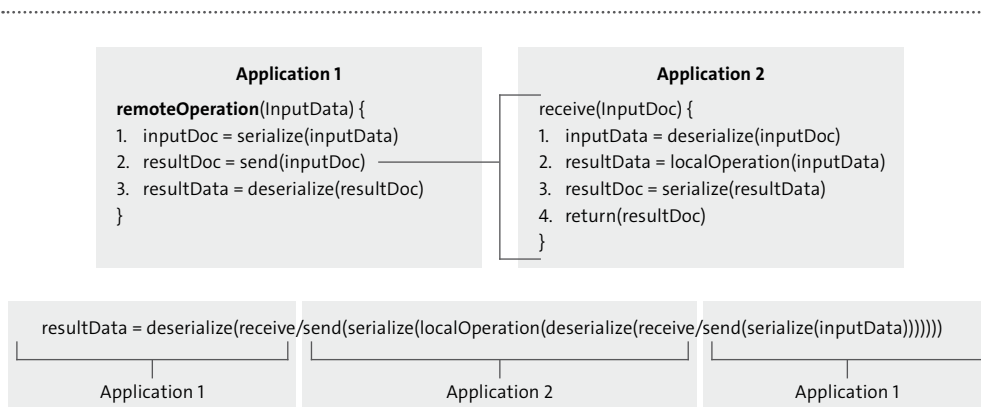 Application 1
remoteOperation(InputData) {
1. inputDoc = serialize(inputData)
2. resultDoc = send(inputDoc)
3. resultData = deserialize(resultDoc)
}
Application 2
receive(InputDoc) {
1. inputData = deserialize(inputDoc)
2. resultData = localOperation(inputData)
3. resultDoc = serialize(resultData)
4. return(resultDoc)
}
resultData = deserialize(receive/send(serialize(localOperation(deserialize(receive/send(serialize(inputData)))))))
Application 1
Application 2
Application 1